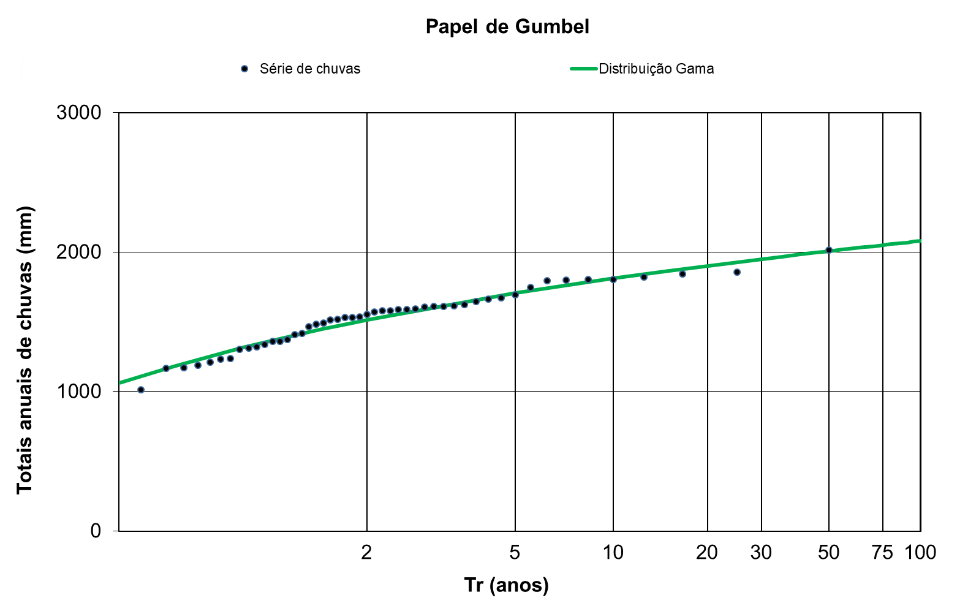 Papel de Gumbel
Série de chuvas
Distribuição Gama
3000
2000
1000
0
Totais anuais de chuvas (mm)
2 5 10 20 30 50 75 100
Tr (anos)